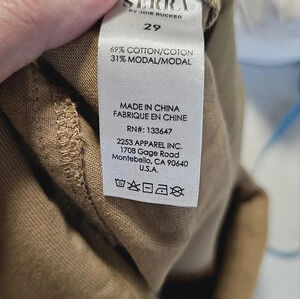 SERRA
BY JOIE RUCKER
29
69% COTTON/COTON
31% MODAL/MODAL
MADE IN CHINA
FABRIQUE EN CHINE
RN#: 133647
2253 APPAREL INC.
1708 Gage Road
Montebello, CA 90640
U.S.A.